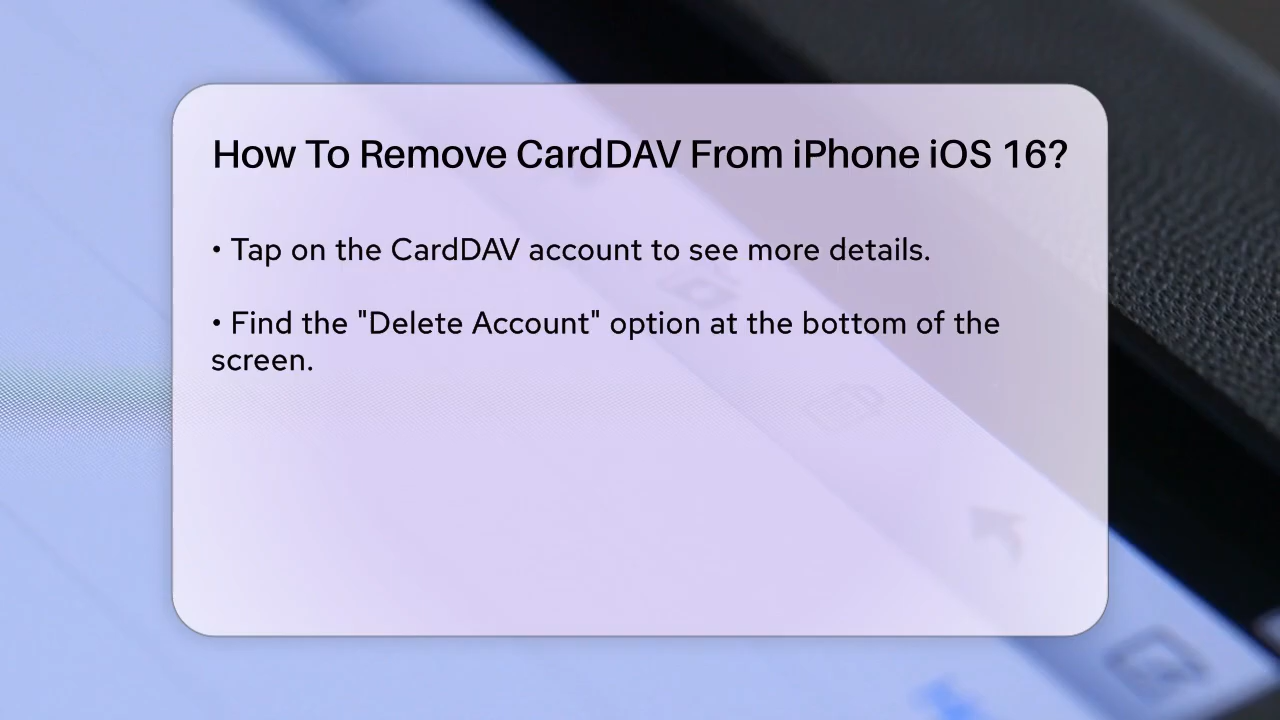 How To Remove CardDAV From iPhone iOS 16?
• Tap on the CardDAV account to see more details.
• Find the "Delete Account" option at the bottom of the
screen.